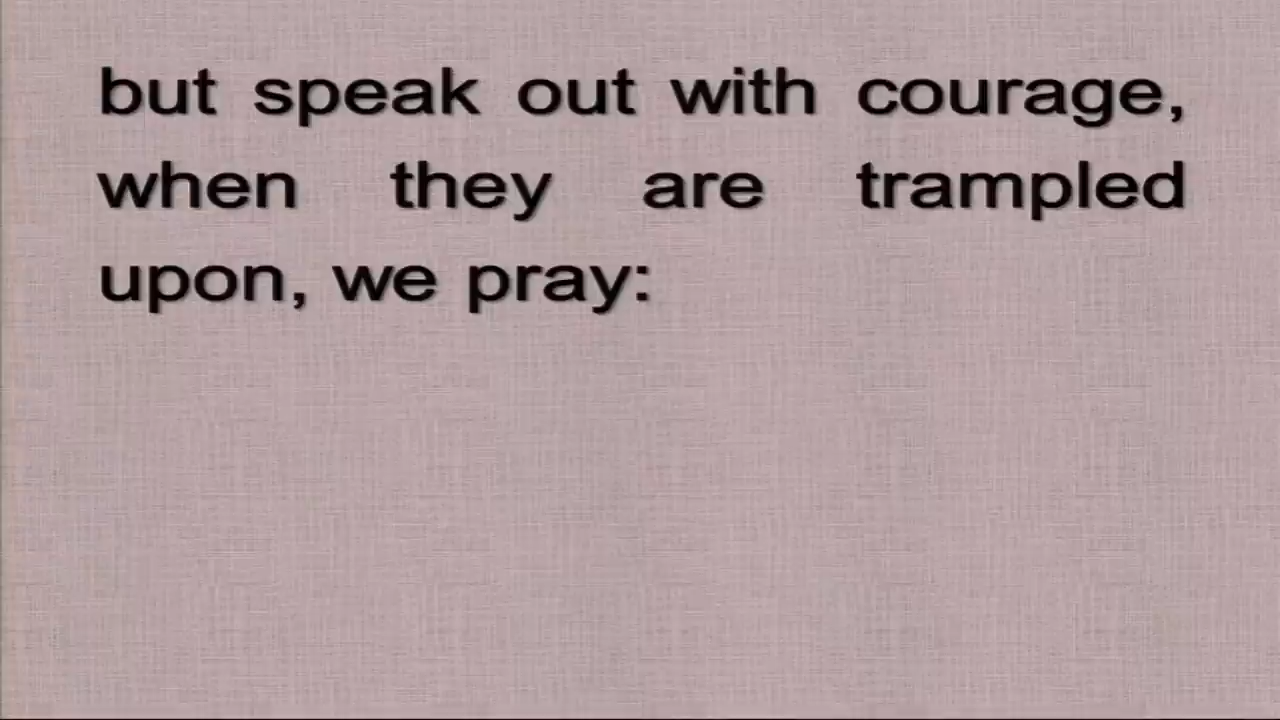 but speak out with courage,
when they are trampled
upon, we pray: